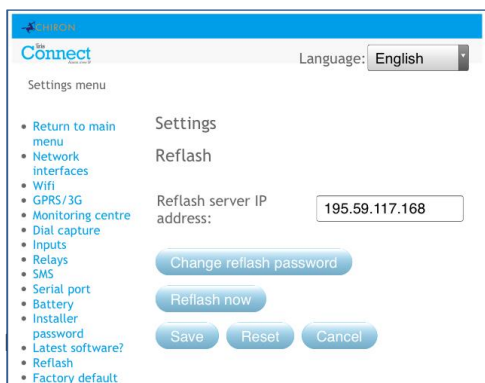 CHIRON
iris
Connect
Language: English
Settings menu
Return to main
menu
Network
interfaces
Wifi
GPRS/3G
Monitoring centre
Dial capture
Inputs
Relays
SMS
Serial port
Battery
Installer
password
Latest software?
Reflash
Factory default
Settings
Reflash
Reflash server IP
address:
195.59.117.168
Change reflash password
Reflash now
Save Reset Cancel